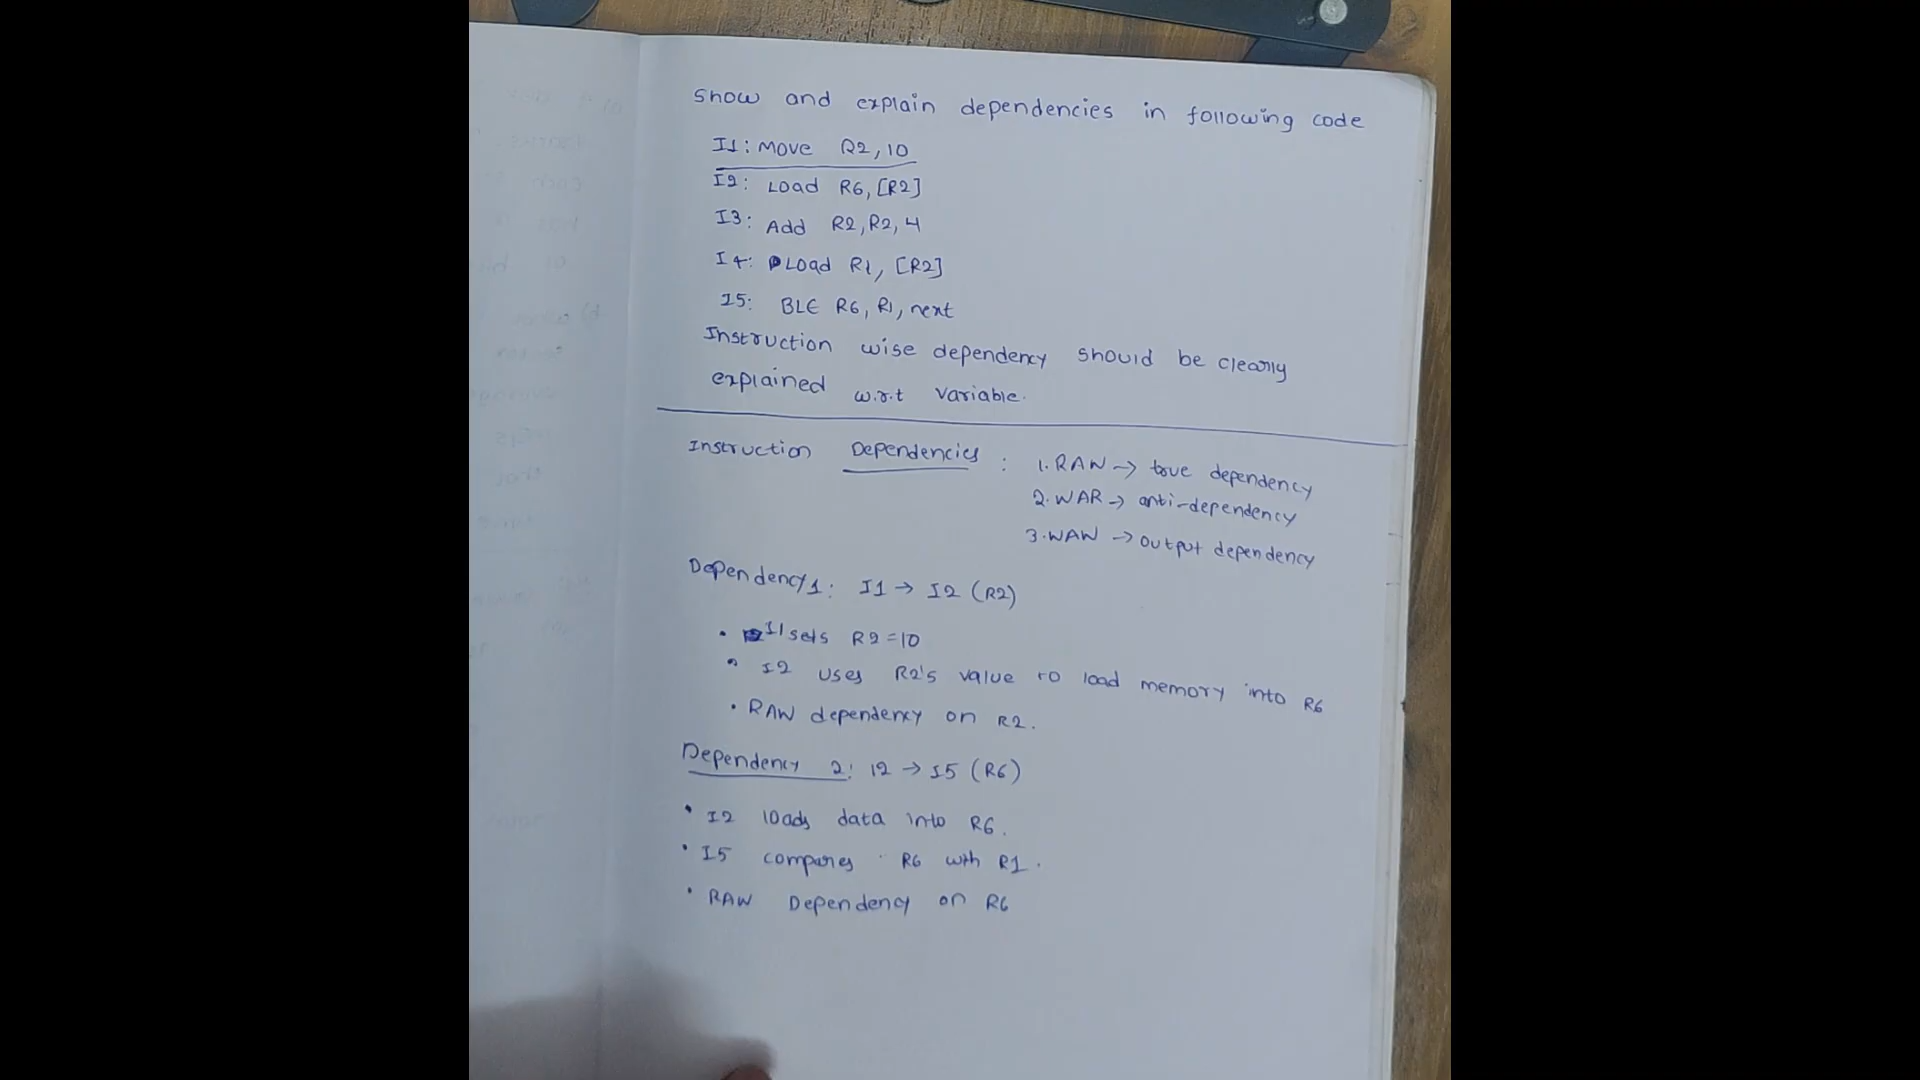 Show and explain dependencies in following code
I1: Move R2, 10
I2: Load R6, [R2]
I3: Add R2, R2, 4
I4: Load R1, [R2]
I5: BLE R6, R1, next
Instruction wise dependency should be clearly
explained w.r.t variable.
Instruction Dependencies : 1. RAW → true dependency
2. WAR → anti-dependency
3. WAW → output dependency
Dependency 1: I1 → I2 (R2)
• I1 sets R2 = 10
• I2 uses R2's value to load memory into R6
• RAW dependency on R2.
Dependency 2: I2 → I5 (R6)
• I2 loads data into R6.
• I5 compares R6 with R1.
• RAW Dependency on R6